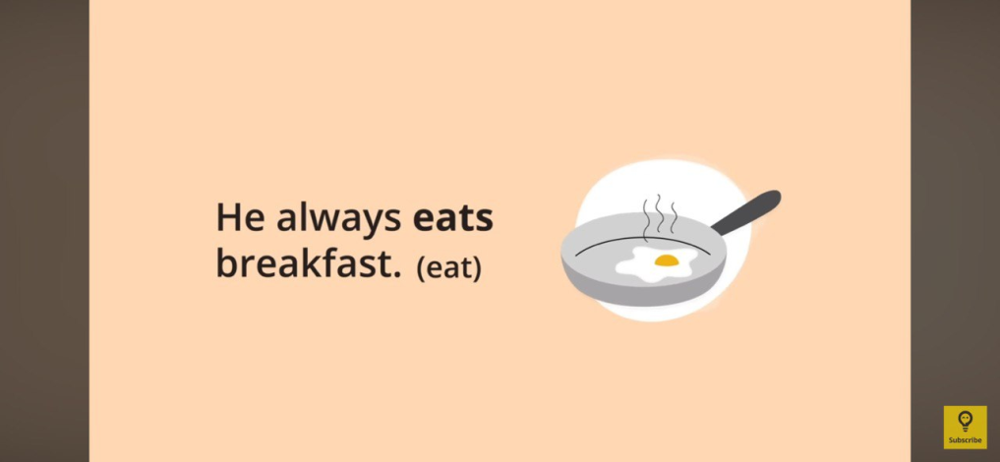 He always eats
breakfast. (eat)
Subscribe